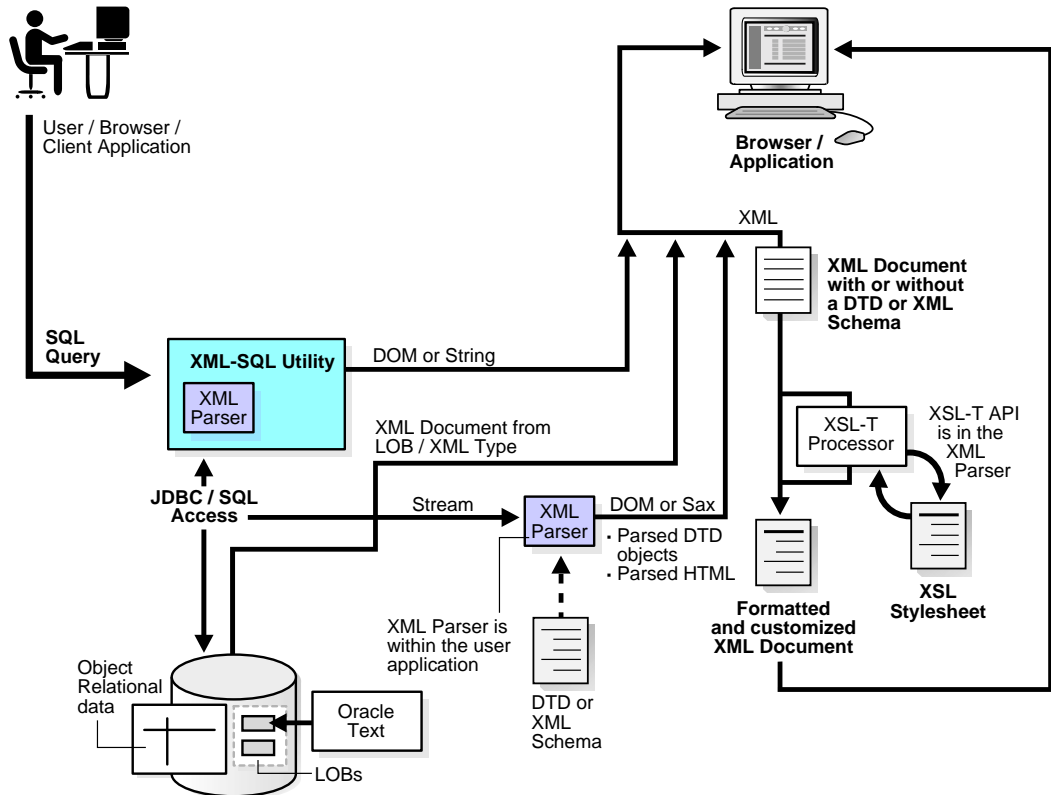 User / Browser /
Client Application
Browser /
Application
XML
XML Document
with or without
a DTD or XML
Schema
SQL
Query
XML-SQL Utility
XML
Parser
DOM or String
XML Document from
LOB / XML Type
XSL-T
Processor
XSL-T API
is in the
XML
Parser
JDBC / SQL
Access
Stream
XML
Parser
DOM or Sax
· Parsed DTD
objects
· Parsed HTML
XML Parser is
within the user
application
DTD or
XML
Schema
Formatted
and customized
XML Document
XSL
Stylesheet
Object
Relational
data
Oracle
Text
LOBs